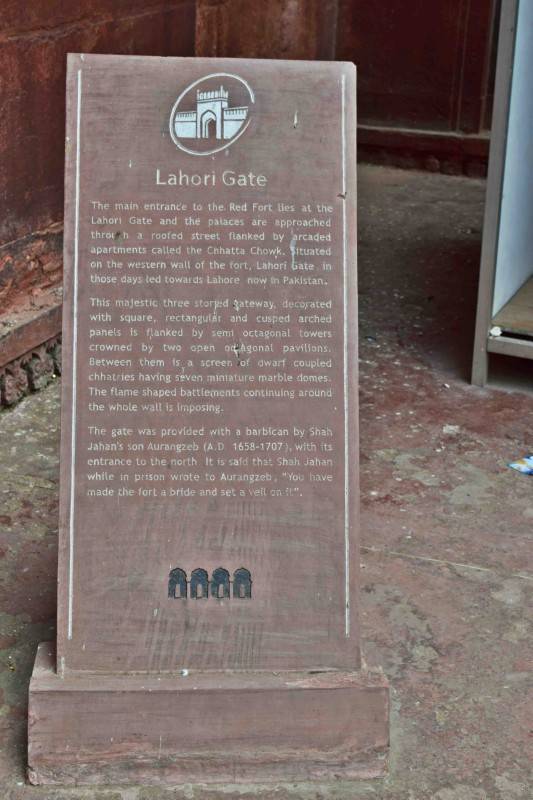 Lahori Gate
The main entrance to the Red Fort lies at the
Lahori Gate and the palaces are approached
through a roofed street flanked by arcaded
apartments called the Chhatta Chowk. Situated
on the western wall of the fort, Lahori Gate in
those days led towards Lahore now in Pakistan.
This majestic three storied gateway, decorated
with square, rectangular and cusped arched
panels is flanked by semi octagonal towers
crowned by two open octagonal pavilions.
Between them is a screen of dwarf coupled
chhatries having seven miniature marble domes.
The flame shaped battlements continuing around
the whole wall is imposing.
The gate was provided with a barbican by Shah
Jahan's son Aurangzeb (A.D 1658-1707), with its
entrance to the north. It is said that Shah Jahan
while in prison wrote to Aurangzeb, "You have
made the fort a bride and set a veil on it".